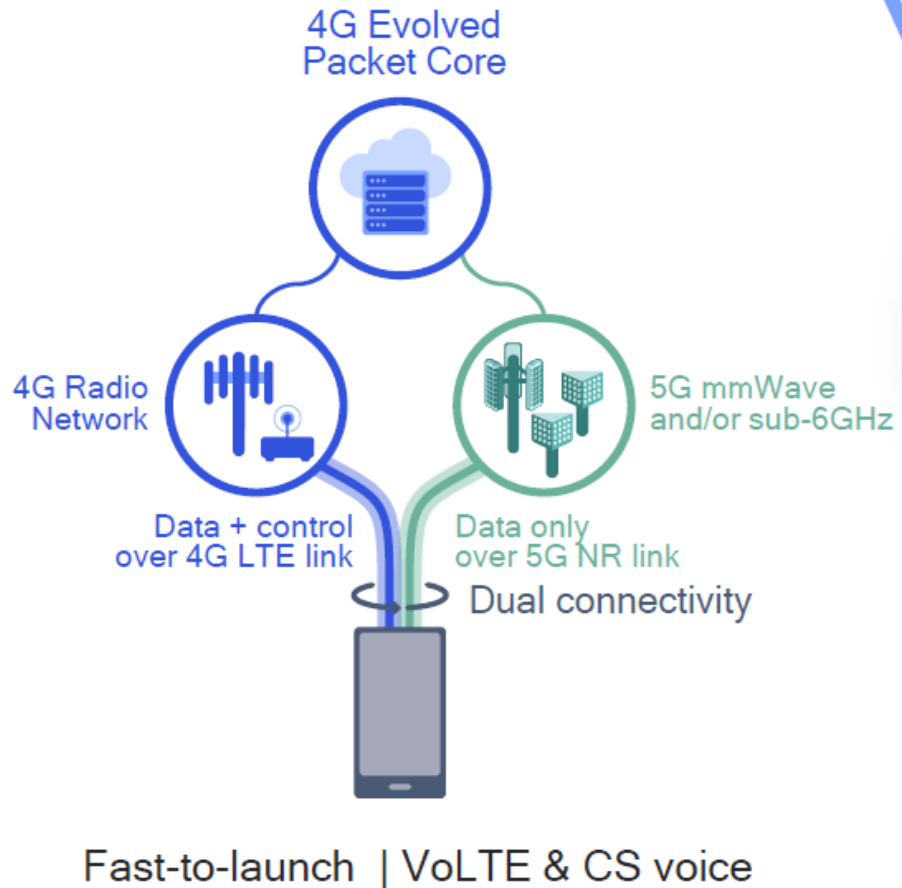 4G Evolved
Packet Core
4G Radio
Network
5G mmWave
and/or sub-6GHz
Data + control
over 4G LTE link
Data only
over 5G NR link
Dual connectivity
Fast-to-launch | VoLTE & CS voice